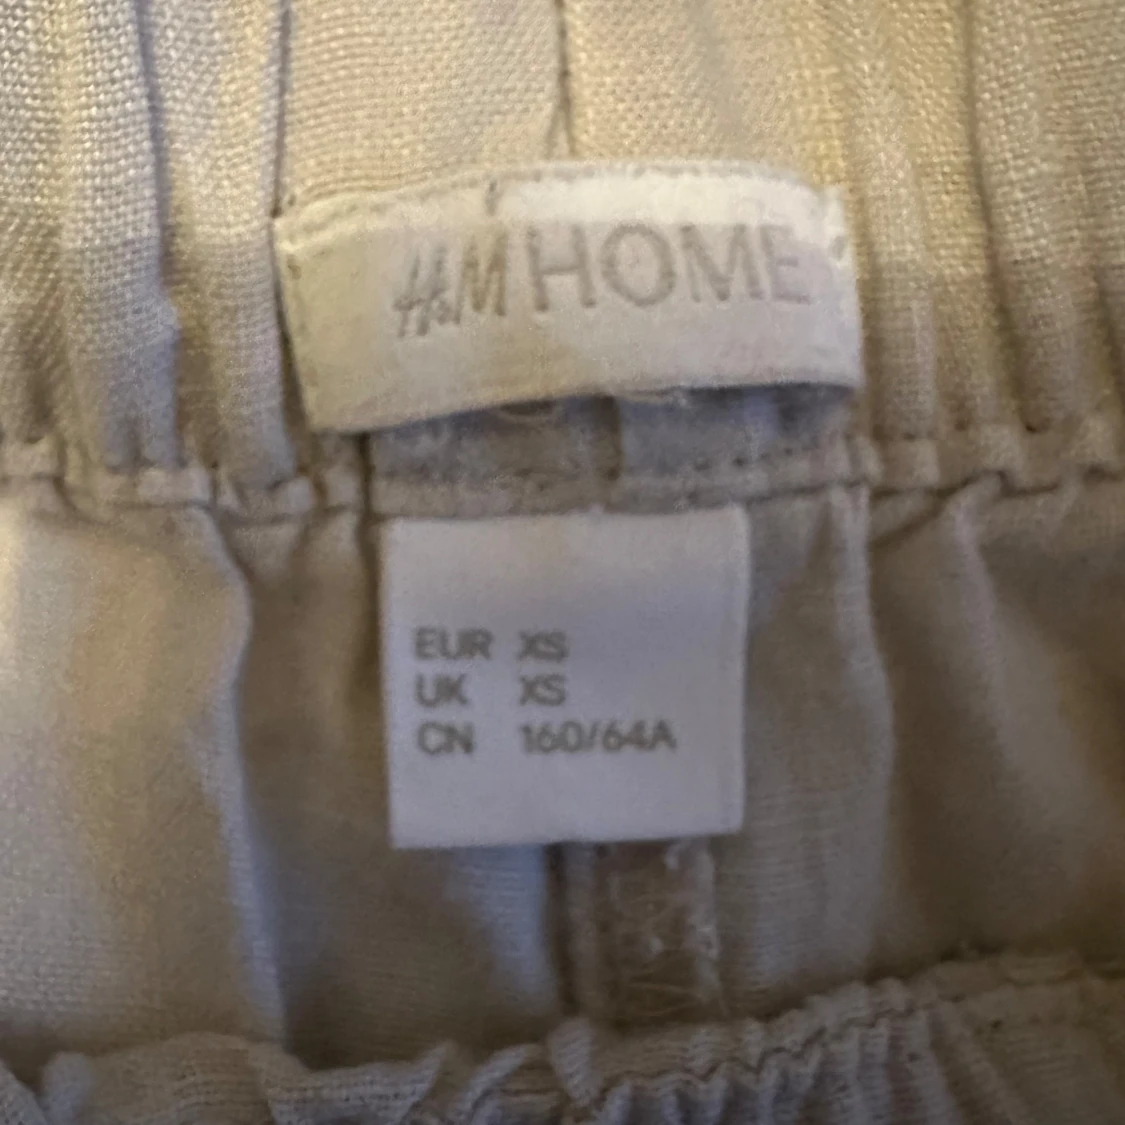 H&M HOME
EUR XS
UK XS
CN 160/64A